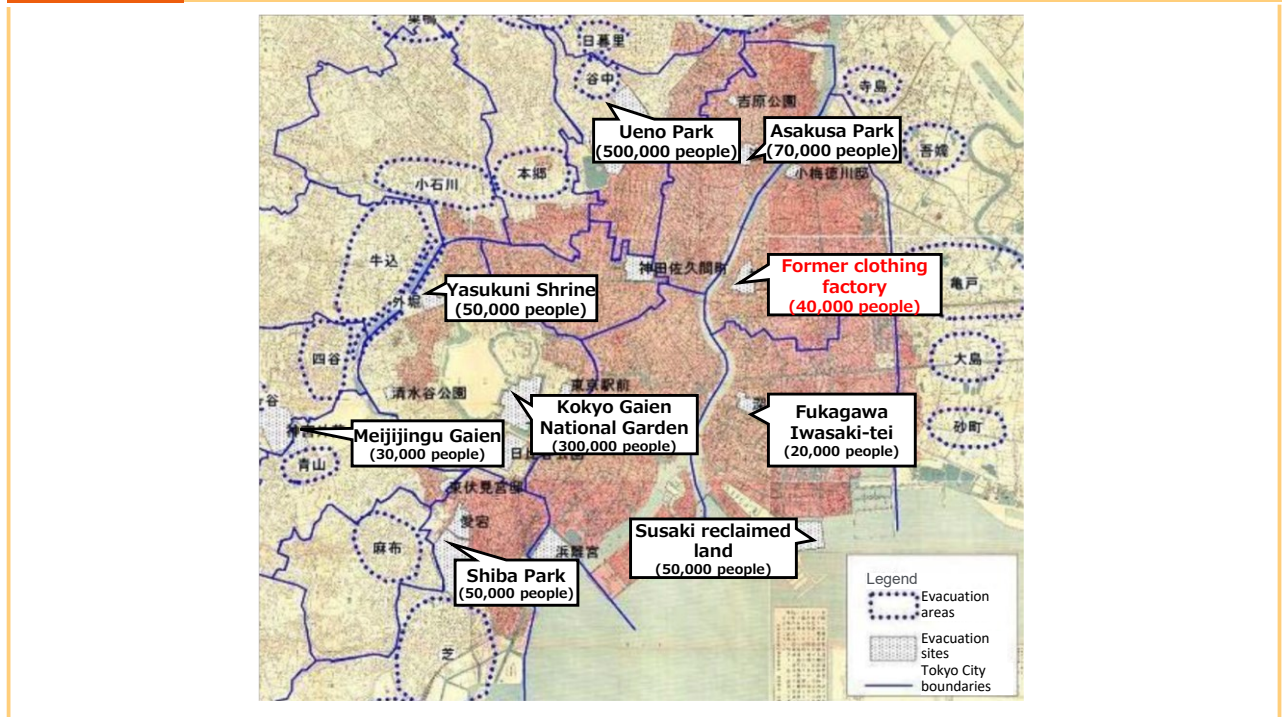 巣鴨
日暮里
谷中
寺島
吉原公園
Ueno Park
(500,000 people)
Asakusa Park
(70,000 people)
吾嬬
小石川
本郷
小梅徳川邸
牛込
神田佐久間町
Former clothing
factory
(40,000 people)
亀戸
外堀
Yasukuni Shrine
(50,000 people)
四谷
大島
清水谷公園
東京駅前
Kokyo Gaien
National Garden
(300,000 people)
Fukagawa
Iwasaki-tei
(20,000 people)
砂町
Meijijingu Gaien
(30,000 people)
青山
日比谷公園
東伏見宮邸
愛宕
麻布
浜離宮
Susaki reclaimed
land
(50,000 people)
Shiba Park
(50,000 people)
芝
Legend
Evacuation
areas
Evacuation
sites
Tokyo City
boundaries